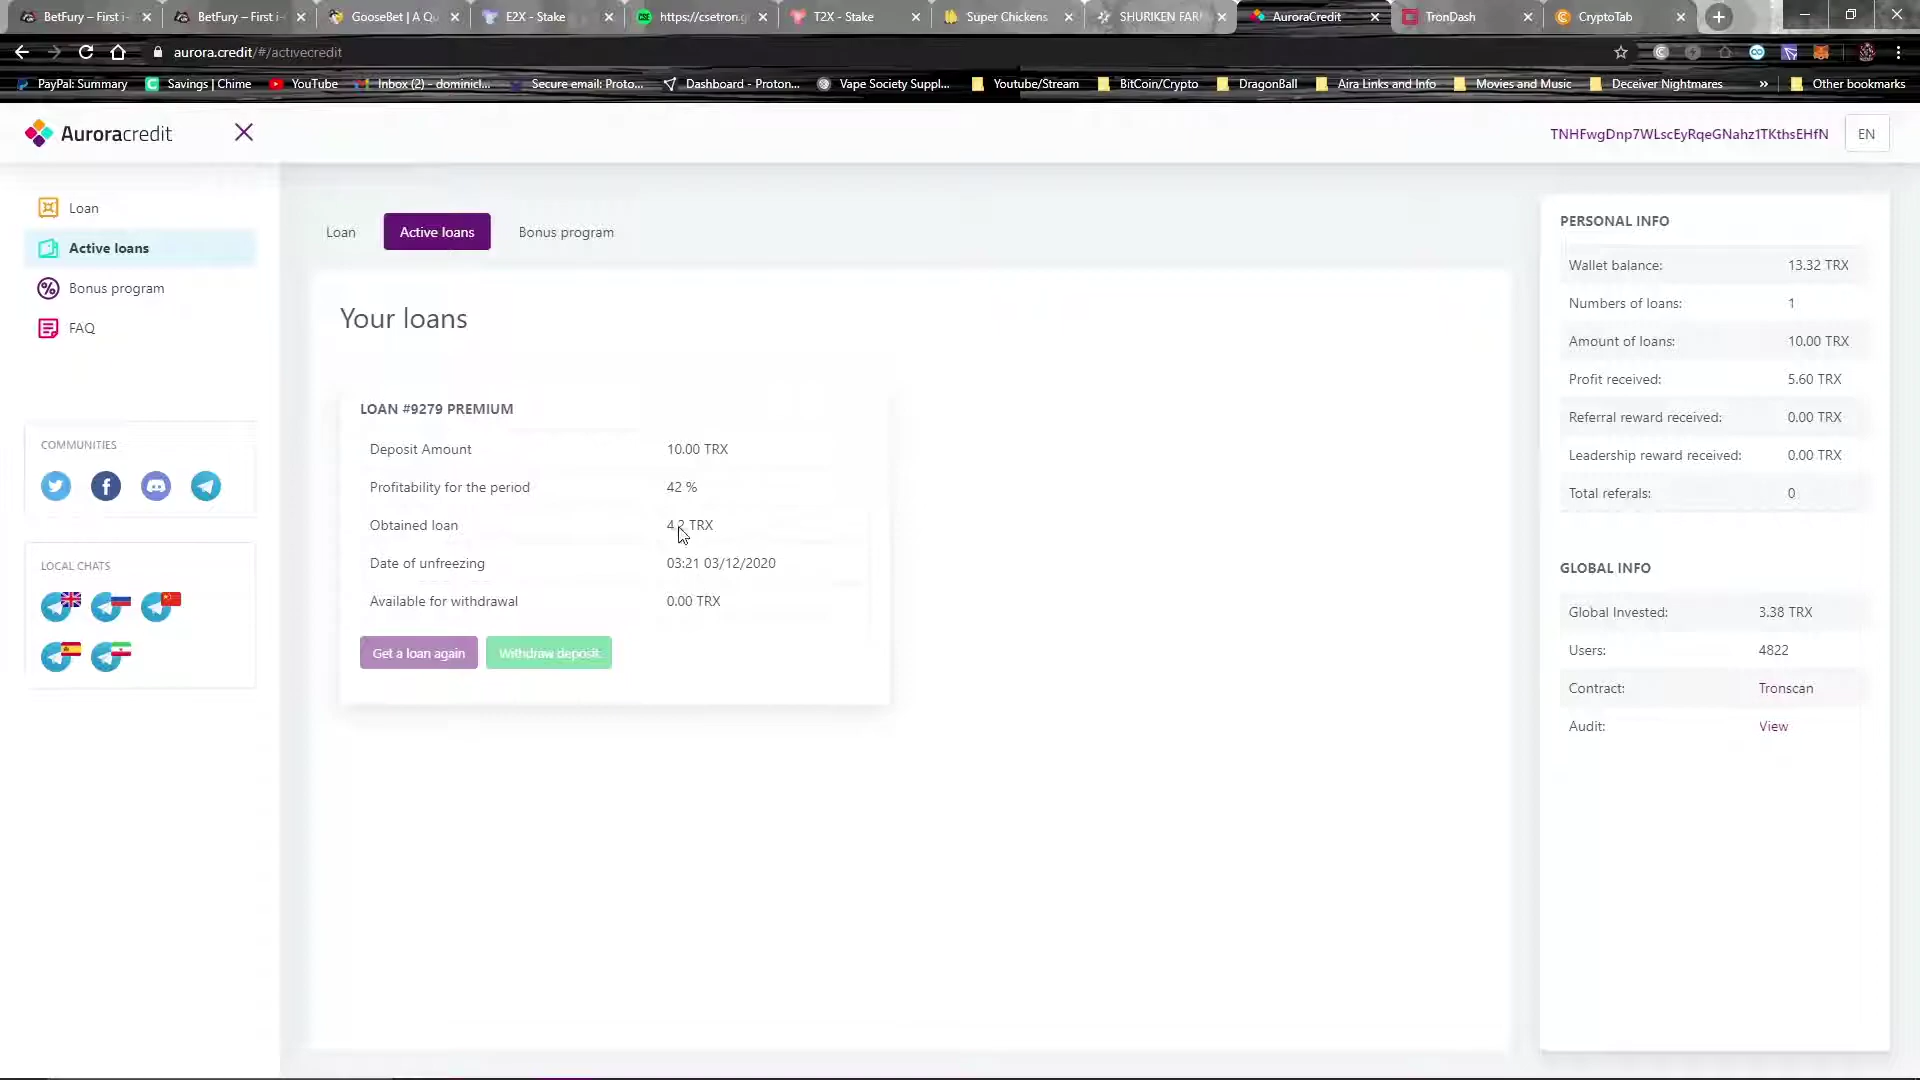 BetFury – First i-
BetFury – First i-
GooseBet | A Qu
E2X - Stake
https://csetron.g
T2X - Stake
Super Chickens
SHURIKEN FARM
AuroraCredit
TronDash
CryptoTab
aurora.credit/#/activecredit
PayPal: Summary
Savings | Chime
YouTube
Inbox (2) - dominicl...
Secure email: Proto...
Dashboard - Proton...
Vape Society Suppl...
Youtube/Stream
BitCoin/Crypto
DragonBall
Aira Links and Info
Movies and Music
Deceiver Nightmares
»
Other bookmarks
Auroracredit
TNHFwgDnp7WLscEyRqeGNahz1TKthsEHfN
EN
Loan
Active loans
Bonus program
FAQ
COMMUNITIES
LOCAL CHATS
Loan
Active loans
Bonus program
Your loans
LOAN #9279 PREMIUM
Deposit Amount 10.00 TRX
Profitability for the period 42 %
Obtained loan 4.2 TRX
Date of unfreezing 03:21 03/12/2020
Available for withdrawal 0.00 TRX
Get a loan again
Withdraw deposit
PERSONAL INFO
Wallet balance: 13.32 TRX
Numbers of loans: 1
Amount of loans: 10.00 TRX
Profit received: 5.60 TRX
Referral reward received: 0.00 TRX
Leadership reward received: 0.00 TRX
Total referals: 0
GLOBAL INFO
Global Invested: 3.38 TRX
Users: 4822
Contract: Tronscan
Audit: View